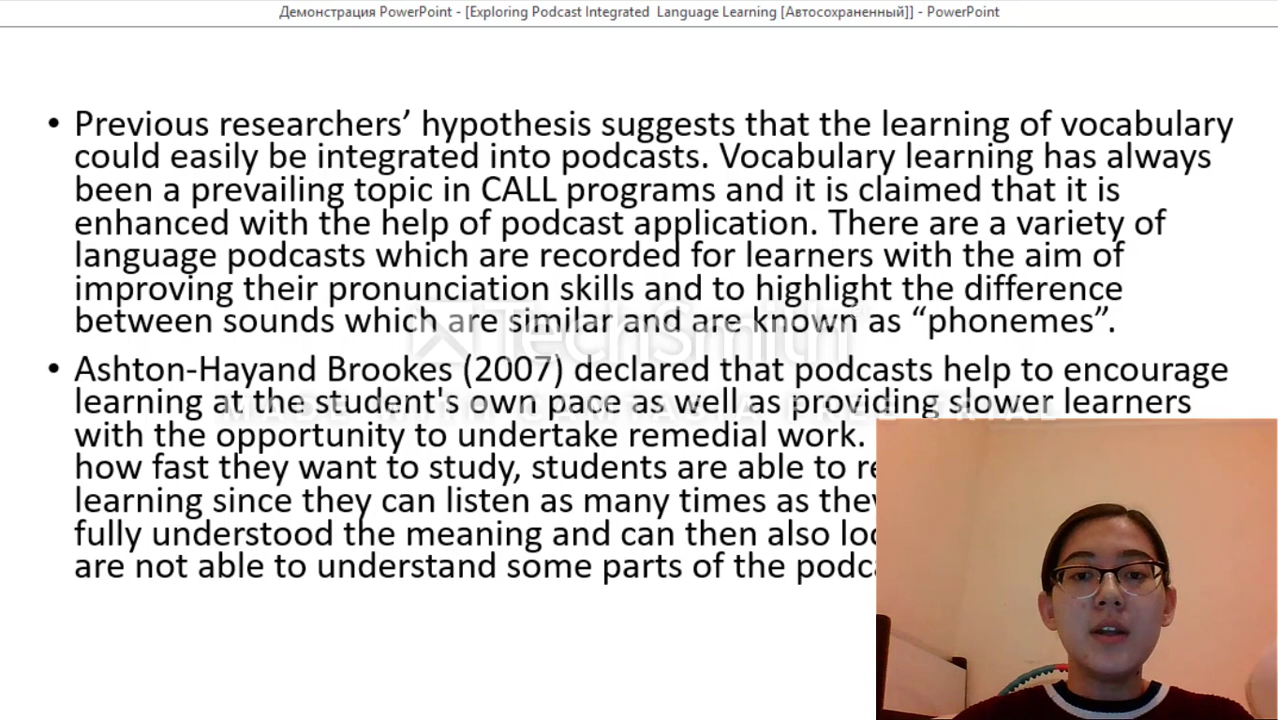 Демонстрация PowerPoint - [Exploring Podcast Integrated Language Learning [Автосохраненный]] - PowerPoint
• Previous researchers’ hypothesis suggests that the learning of vocabulary
could easily be integrated into podcasts. Vocabulary learning has always
been a prevailing topic in CALL programs and it is claimed that it is
enhanced with the help of podcast application. There are a variety of
language podcasts which are recorded for learners with the aim of
improving their pronunciation skills and to highlight the difference
between sounds which are similar and are known as “phonemes”.
TechSmith
• Ashton-Hayand Brookes (2007) declared that podcasts help to encourage
learning at the student's own pace as well as providing slower learners
MADE WITH CAMTASIA FREE TRIAL
with the opportunity to undertake remedial work.
how fast they want to study, students are able to
learning since they can listen as many times as
fully understood the meaning and can then also
are not able to understand some parts of the